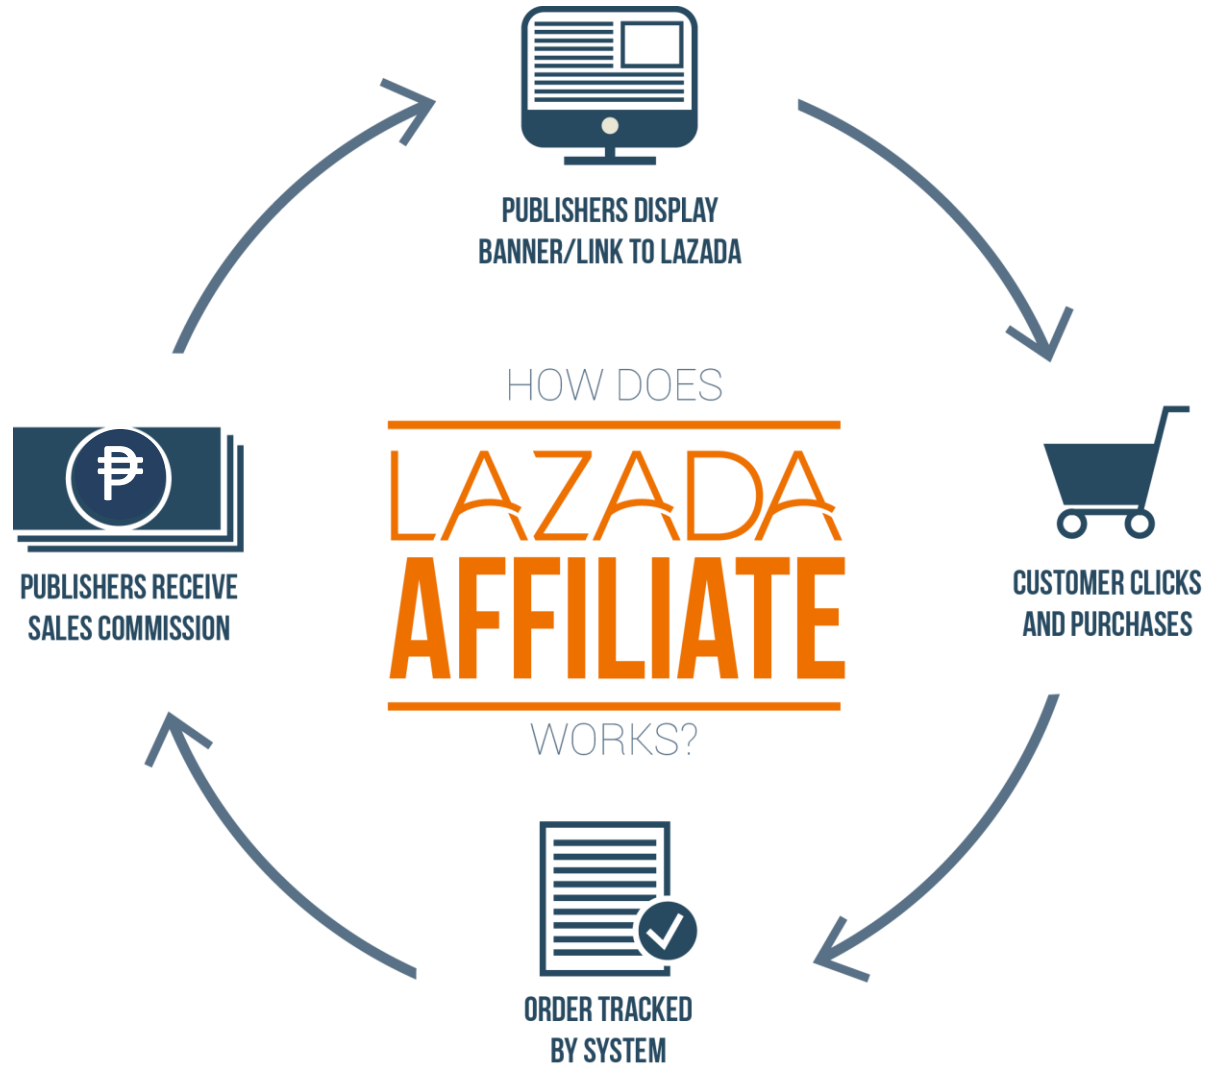 PUBLISHERS DISPLAY
BANNER/LINK TO LAZADA
HOW DOES
LAZADA
AFFILIATE
WORKS?
₱
PUBLISHERS RECEIVE
SALES COMMISSION
CUSTOMER CLICKS
AND PURCHASES
ORDER TRACKED
BY SYSTEM